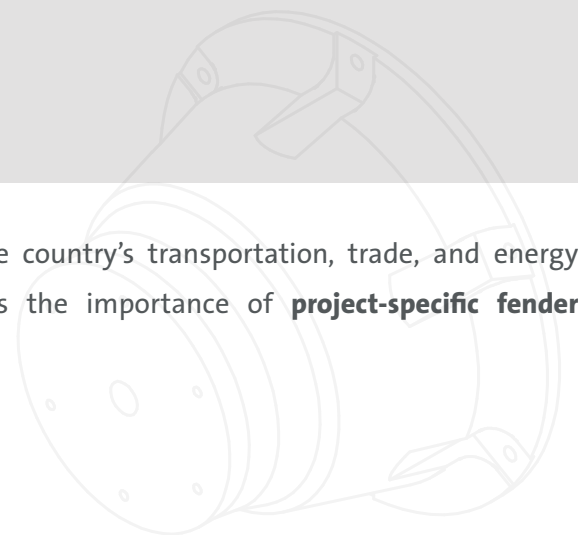 e country’s transportation, trade, and energy
s the importance of project-specific fender